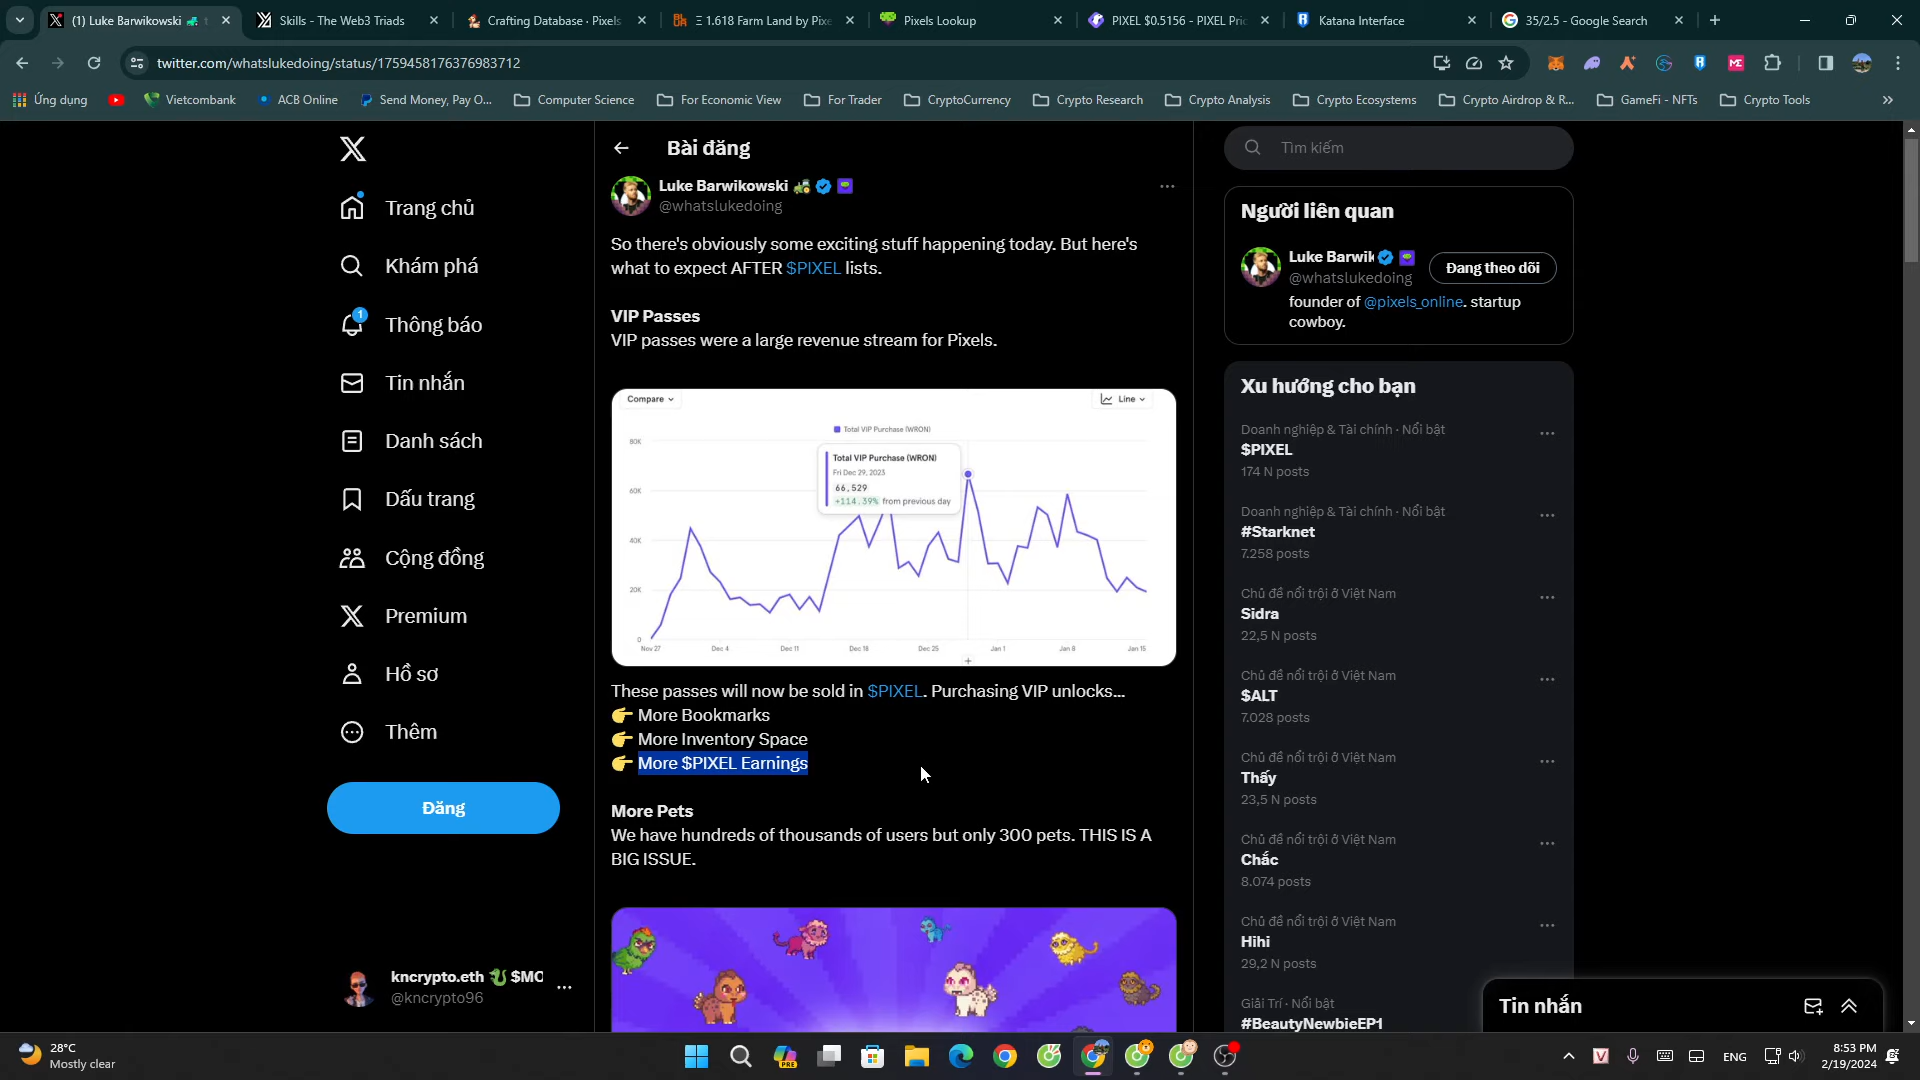 (1) Luke Barwikowski
Skills - The Web3 Triads
Crafting Database · Pixels
Ξ 1.618 Farm Land by Pixe
Pixels Lookup
PIXEL $0.5156 - PIXEL Pric
Katana Interface
35/2.5 - Google Search
twitter.com/whatslukedoing/status/1759458176376983712
Ứng dụng
Vietcombank
ACB Online
Send Money, Pay O...
Computer Science
For Economic View
For Trader
CryptoCurrency
Crypto Research
Crypto Analysis
Crypto Ecosystems
Crypto Airdrop & R...
GameFi - NFTs
Crypto Tools
Trang chủ
Khám phá
1
Thông báo
Tin nhắn
Danh sách
Dấu trang
Cộng đồng
Premium
Hồ sơ
Thêm
Đăng
kncrypto.eth 🐉 $MC
@kncrypto96
Bài đăng
Luke Barwikowski 🚜
@whatslukedoing
So there's obviously some exciting stuff happening today. But here's
what to expect AFTER $PIXEL lists.
VIP Passes
VIP passes were a large revenue stream for Pixels.
Compare
Line
Total VIP Purchase (WRON)
Total VIP Purchase (WRON)
Fri Dec 29, 2023
66,529
+114.39% from previous day
80K
60K
40K
20K
0
Nov 27
Dec 4
Dec 11
Dec 18
Dec 25
Jan 1
Jan 8
Jan 15
These passes will now be sold in $PIXEL. Purchasing VIP unlocks...
👉 More Bookmarks
👉 More Inventory Space
👉 More $PIXEL Earnings
More Pets
We have hundreds of thousands of users but only 300 pets. THIS IS A
BIG ISSUE.
Tìm kiếm
Người liên quan
Luke Barwik
@whatslukedoing
Đang theo dõi
founder of @pixels_online. startup
cowboy.
Xu hướng cho bạn
Doanh nghiệp & Tài chính · Nổi bật
$PIXEL
174 N posts
Doanh nghiệp & Tài chính · Nổi bật
#Starknet
7.258 posts
Chủ đề nổi trội ở Việt Nam
Sidra
22,5 N posts
Chủ đề nổi trội ở Việt Nam
$ALT
7.028 posts
Chủ đề nổi trội ở Việt Nam
Thấy
23,5 N posts
Chủ đề nổi trội ở Việt Nam
Chắc
8.074 posts
Chủ đề nổi trội ở Việt Nam
Hihi
29,2 N posts
Giải Trí · Nổi bật
#BeautyNewbieEP1
Tin nhắn
28°C
Mostly clear
PRE
ENG
8:53 PM
2/19/2024